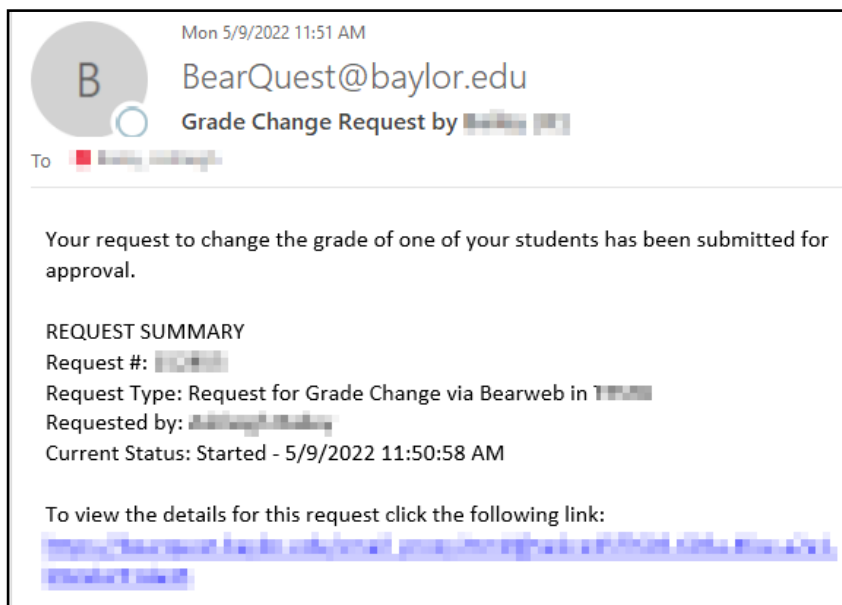 Mon 5/9/2022 11:51 AM
B
BearQuest@baylor.edu
Grade Change Request by
To
Your request to change the grade of one of your students has been submitted for
approval.
REQUEST SUMMARY
Request #:
Request Type: Request for Grade Change via Bearweb in
Requested by:
Current Status: Started - 5/9/2022 11:50:58 AM
To view the details for this request click the following link: